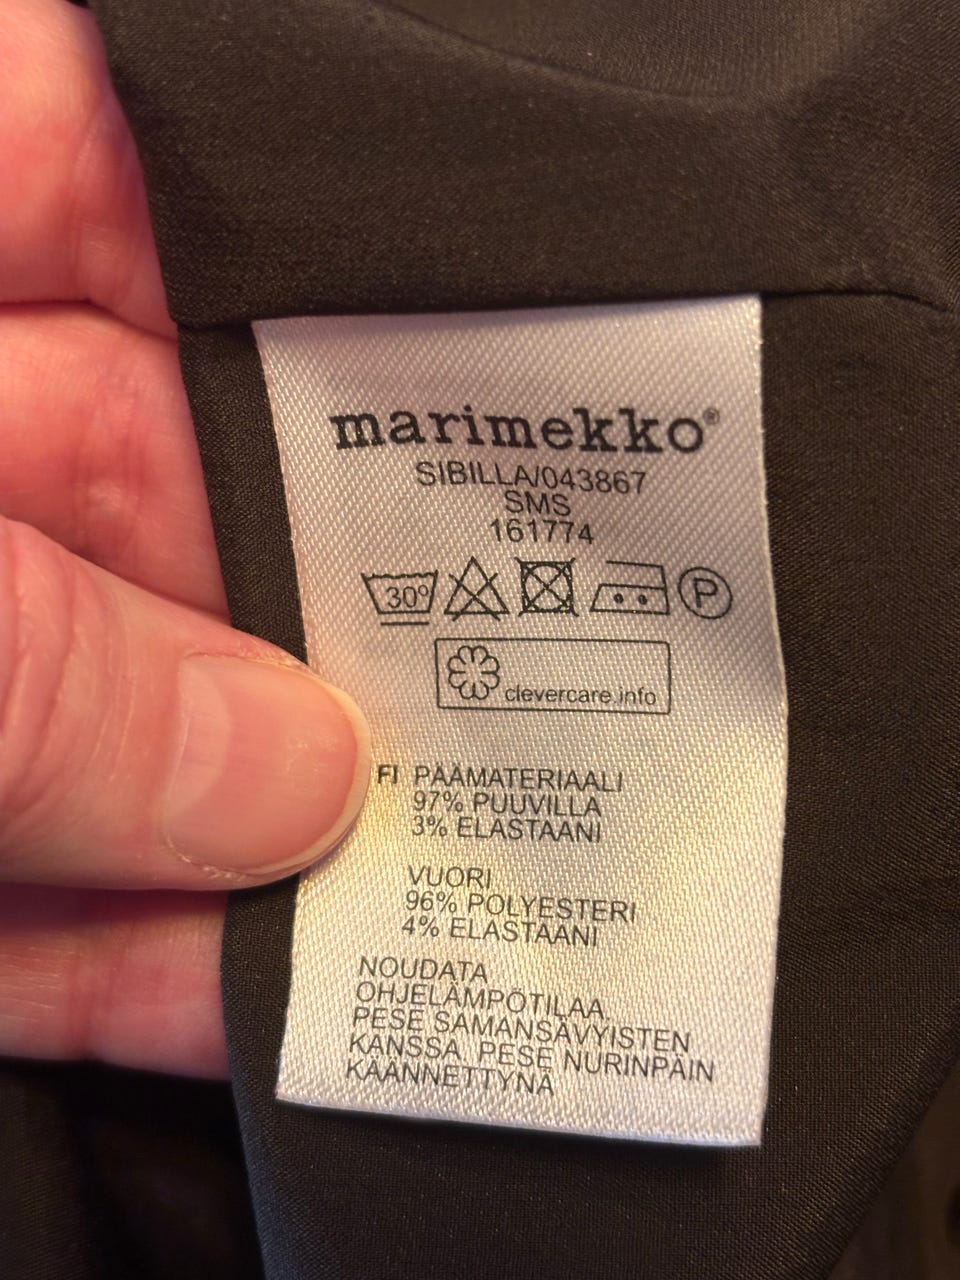 marimekko®
SIBILLA/043867
SMS
161774
30° P
clevercare.info
FI PÄÄMATERIAALI
97% PUUVILLA
3% ELASTAANI
VUORI
96% POLYESTERI
4% ELASTAANI
NOUDATA
OHJELÄMPÖTILAA.
PESE SAMANSÄVYISTEN
KANSSA. PESE NURINPÄIN
KÄÄNNETTYNÄ